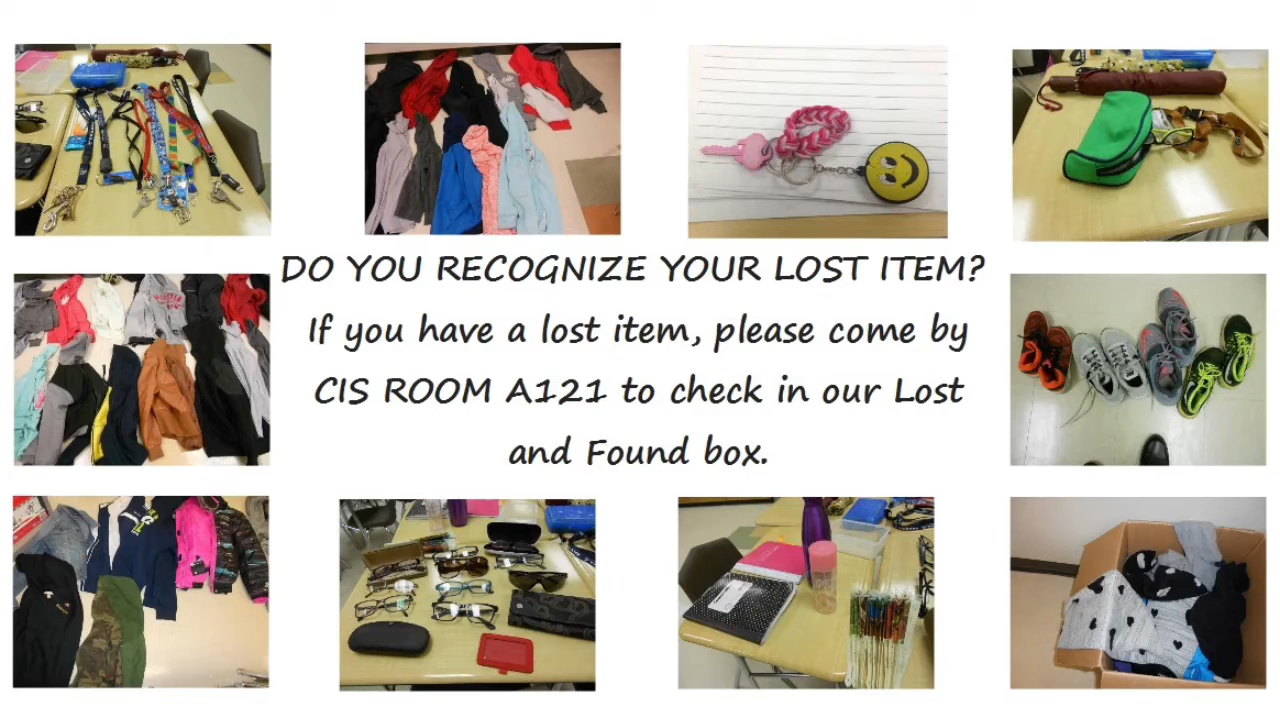 DO YOU RECOGNIZE YOUR LOST ITEM?
If you have a lost item, please come by
CIS ROOM A121 to check in our Lost
and Found box.